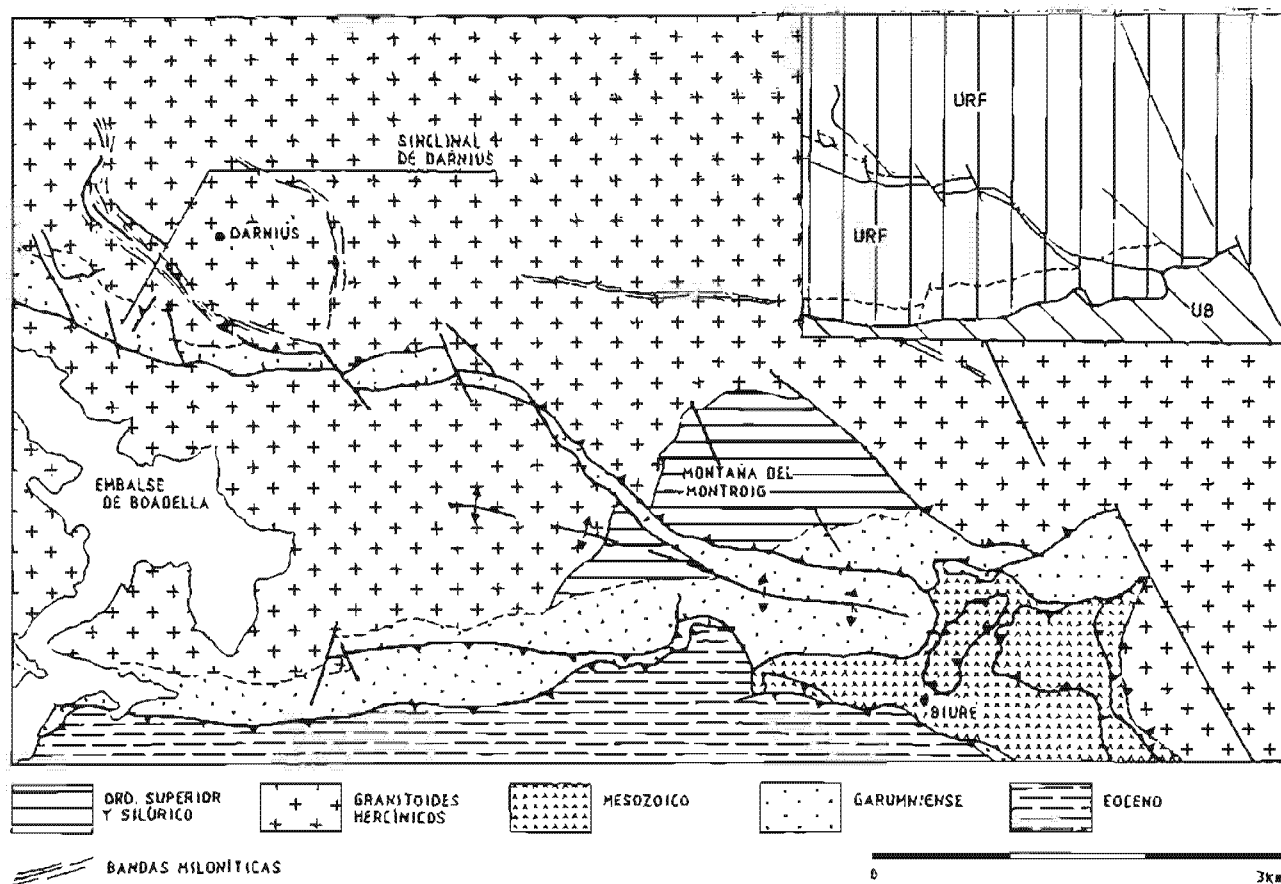 URF
SINCLINAL
DE DARNIUS
DARNIUS
URF
UB
EMBALSE
DE BOADELLA
MONTAÑA DEL
MONTROIG
BIURE
ORD. SUPERIOR
Y SILÚRICO
GRANITOIDES
HERCÍNICOS
MESOZOICO
GARUMNIENSE
EOCENO
BANDAS MILONÍTICAS
0
3km